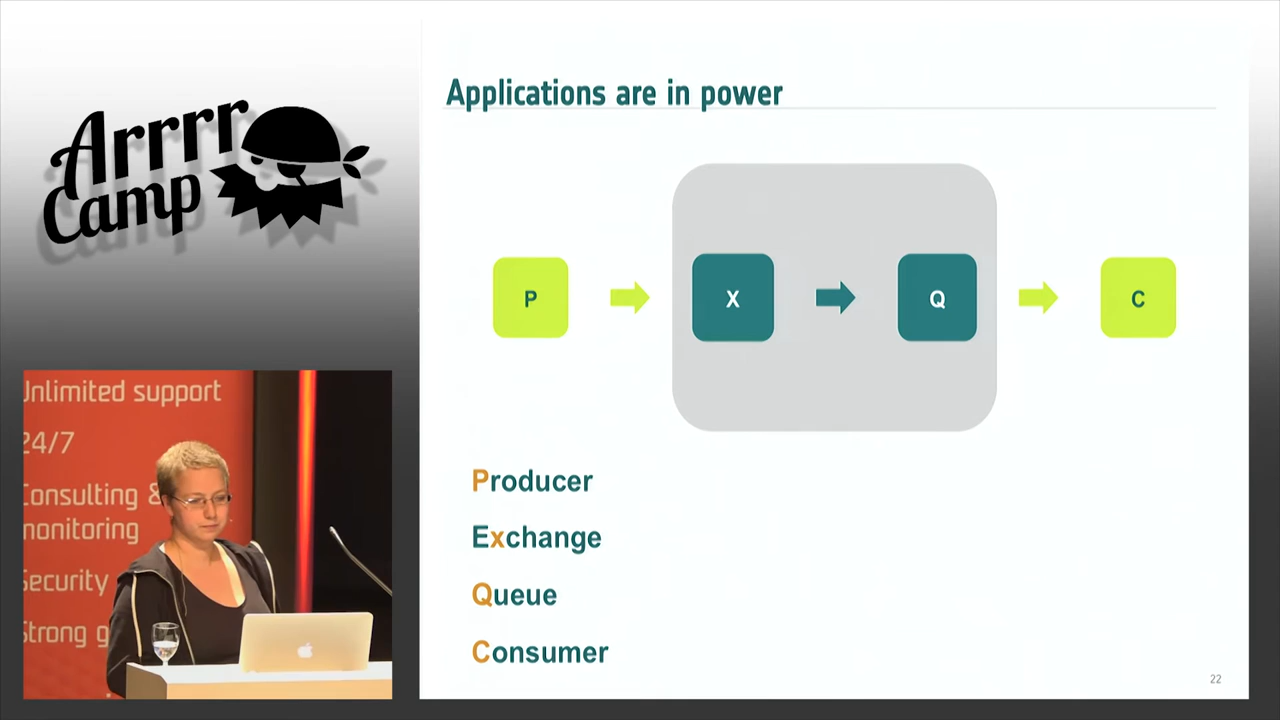 Arrrr
Camp
Unlimited support
24/7
Consulting &
monitoring
Security
Strong
Applications are in power
P
X
Q
C
Producer
Exchange
Queue
Consumer
22